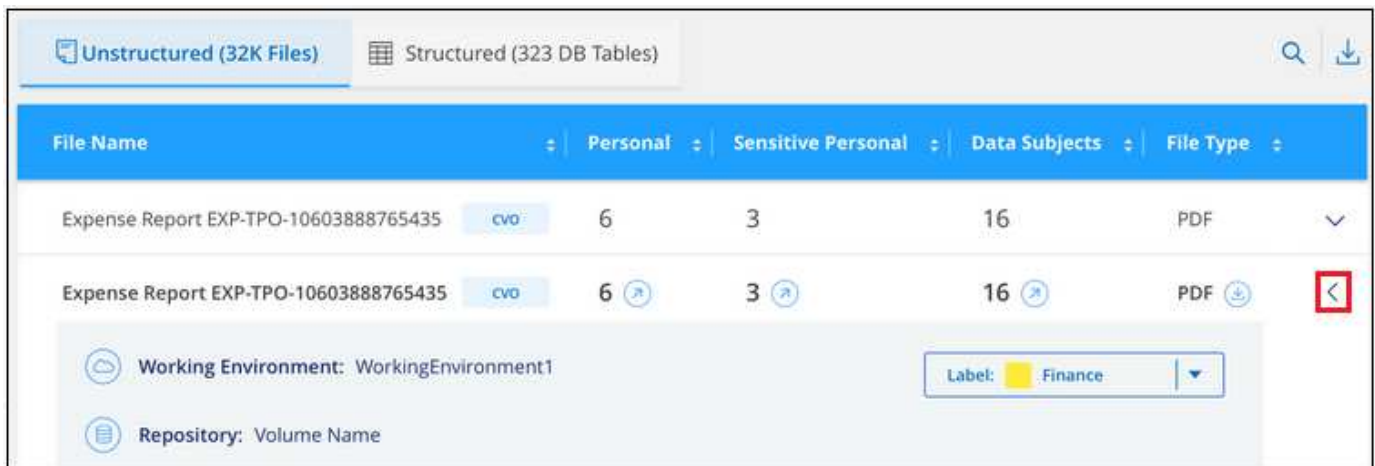 Unstructured (32K Files) Structured (323 DB Tables)
File Name Personal Sensitive Personal Data Subjects File Type
Expense Report EXP-TPO-10603888765435 CVO 6 3 16 PDF
Expense Report EXP-TPO-10603888765435 CVO 6 3 16 PDF
Working Environment: WorkingEnvironment1 Label: Finance
Repository: Volume Name